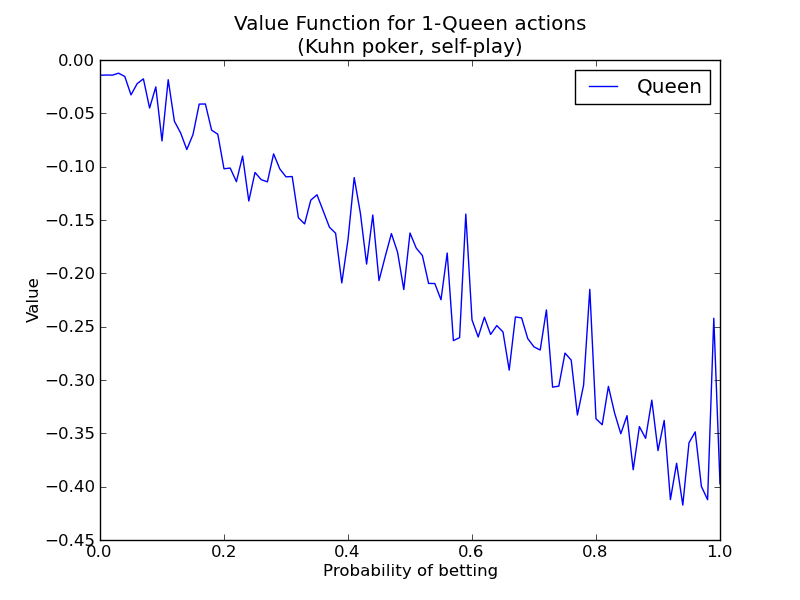 Value Function for 1-Queen actions
(Kuhn poker, self-play)
Queen
0.00
−0.05
−0.10
−0.15
−0.20
−0.25
−0.30
−0.35
−0.40
−0.45
Value
0.0 0.2 0.4 0.6 0.8 1.0
Probability of betting